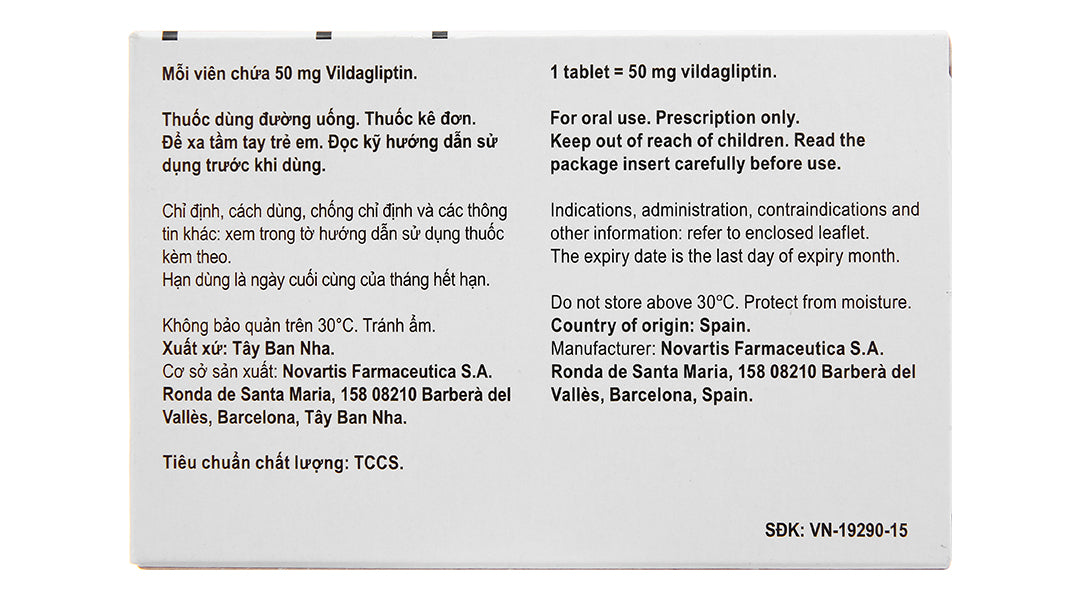 Mỗi viên chứa 50 mg Vildagliptin.
Thuốc dùng đường uống. Thuốc kê đơn.
Để xa tầm tay trẻ em. Đọc kỹ hướng dẫn sử
dụng trước khi dùng.
Chỉ định, cách dùng, chống chỉ định và các thông
tin khác: xem trong tờ hướng dẫn sử dụng thuốc
kèm theo.
Hạn dùng là ngày cuối cùng của tháng hết hạn.
Không bảo quản trên 30°C. Tránh ẩm.
Xuất xứ: Tây Ban Nha.
Cơ sở sản xuất: Novartis Farmaceutica S.A.
Ronda de Santa Maria, 158 08210 Barberà del
Vallès, Barcelona, Tây Ban Nha.
Tiêu chuẩn chất lượng: TCCS.
1 tablet = 50 mg vildagliptin.
For oral use. Prescription only.
Keep out of reach of children. Read the
package insert carefully before use.
Indications, administration, contraindications and
other information: refer to enclosed leaflet.
The expiry date is the last day of expiry month.
Do not store above 30°C. Protect from moisture.
Country of origin: Spain.
Manufacturer: Novartis Farmaceutica S.A.
Ronda de Santa Maria, 158 08210 Barberà del
Vallès, Barcelona, Spain.
SĐK: VN-19290-15